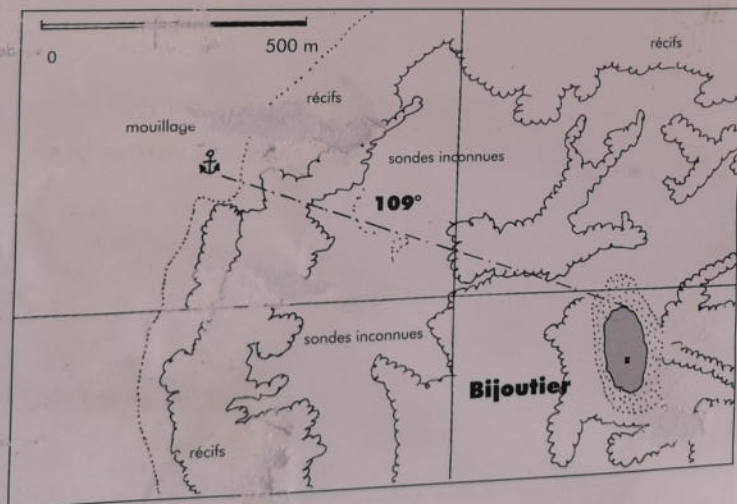 0
500 m
récifs
récifs
mouillage
sondes inconnues
109°
sondes inconnues
Bijoutier
récifs